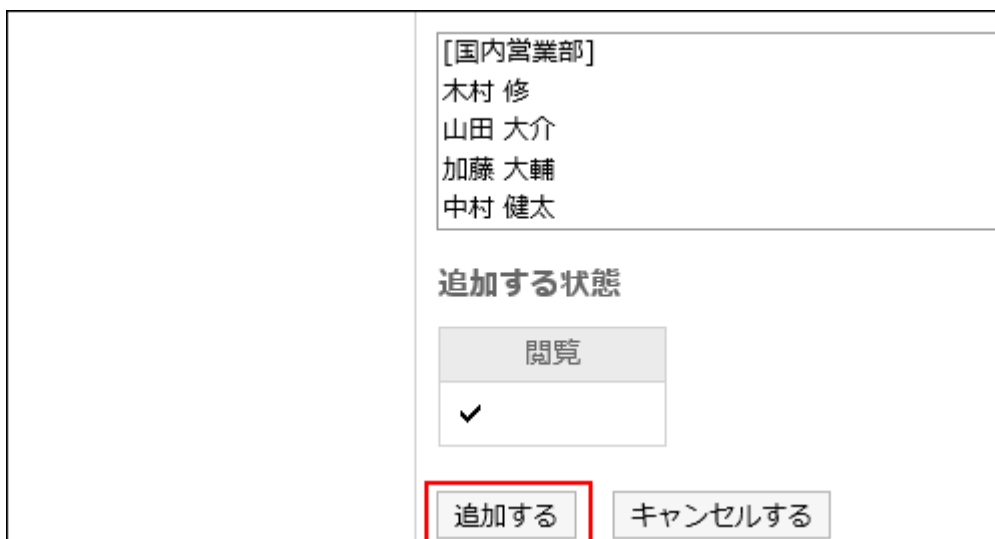 [国内営業部]
木村 修
山田 大介
加藤 大輔
中村 健太
追加する状態
閲覧
追加する キャンセルする